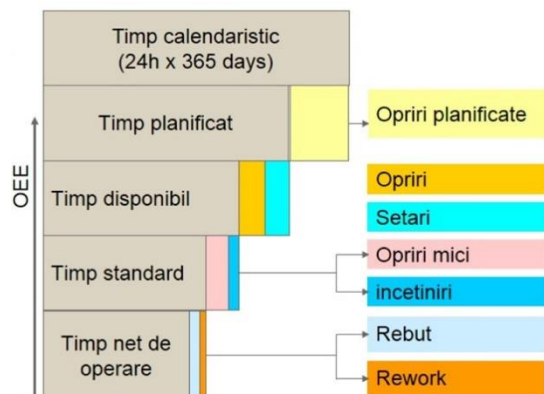 Timp calendaristic
(24h x 365 days)
Timp planificat
Opriri planificate
OEE
Timp disponibil
Opriri
Setari
Timp standard
Opriri mici
incetiniri
Timp net de
operare
Rebut
Rework